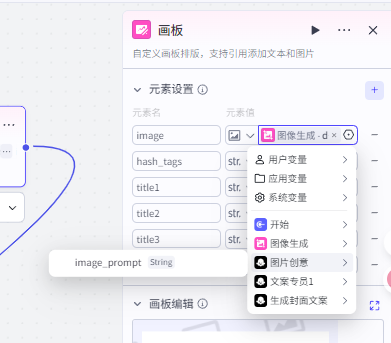 画板
自定义画板排版，支持引用添加文本和图片
元素设置
元素名 元素值
image 图像生成 · d ×
hash_tags str.
title1 str.
title2 str.
title3 str.
用户变量
应用变量
系统变量
开始
图像生成
图片创意
文案专员1
生成封面文案
image_prompt String
画板编辑